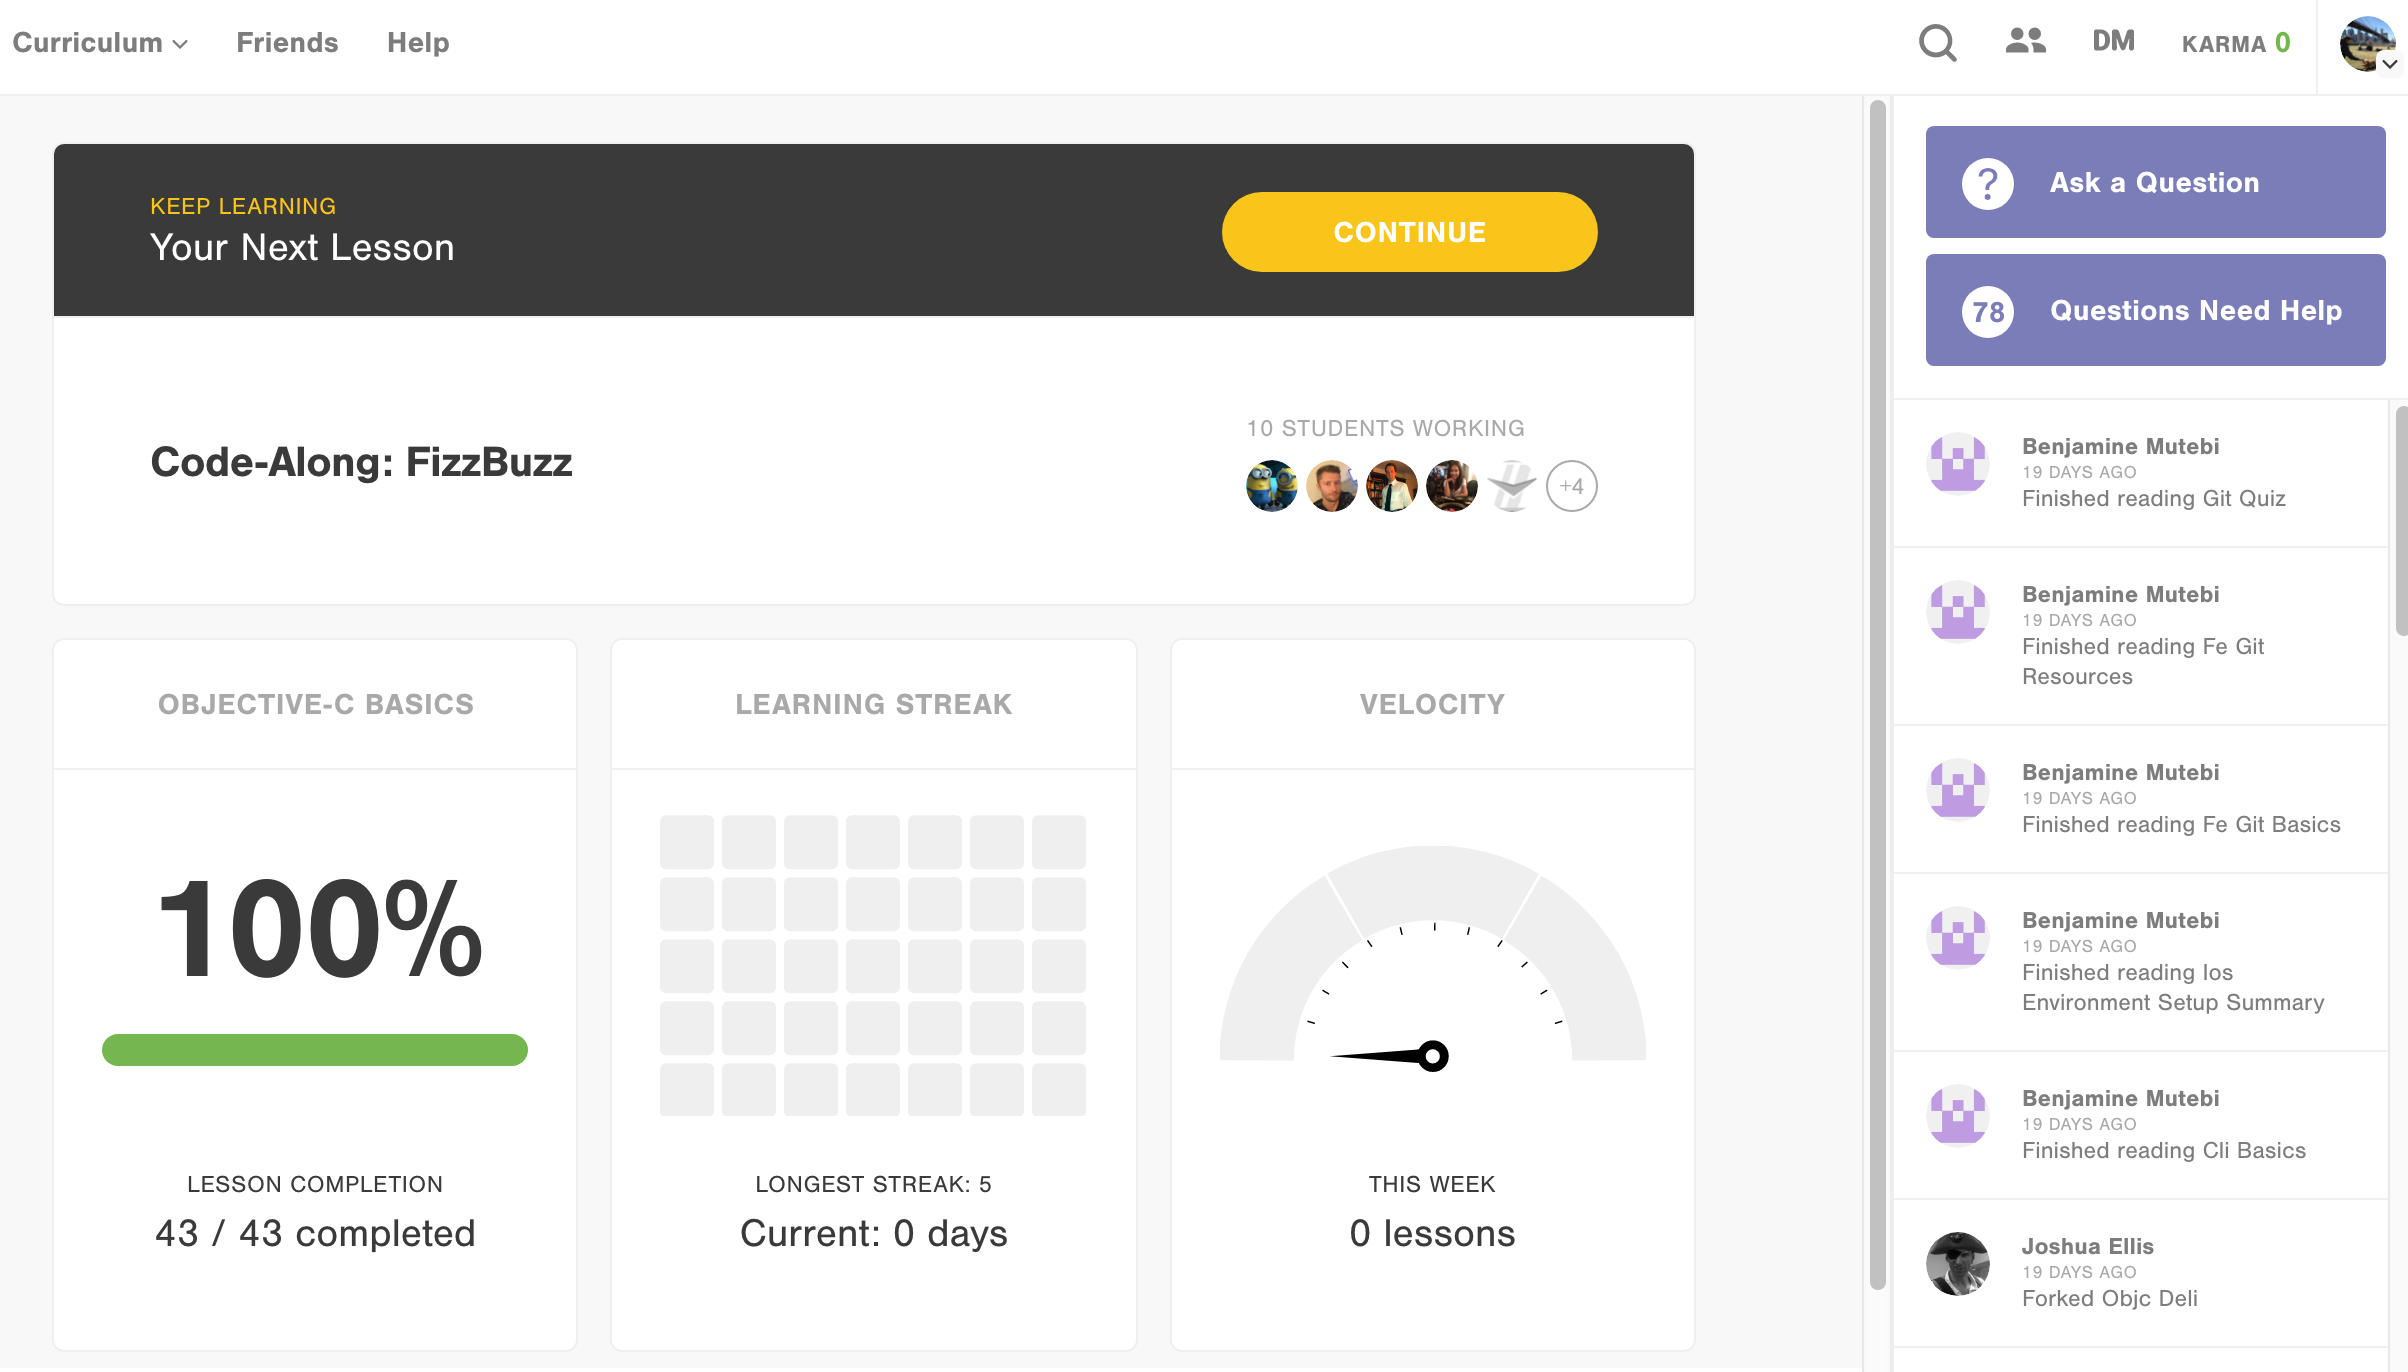 Curriculum
Friends
Help
DM
KARMA 0
KEEP LEARNING
Your Next Lesson
CONTINUE
Code-Along: FizzBuzz
10 STUDENTS WORKING
+4
OBJECTIVE-C BASICS
100%
LESSON COMPLETION
43 / 43 completed
LEARNING STREAK
LONGEST STREAK: 5
Current: 0 days
VELOCITY
THIS WEEK
0 lessons
? Ask a Question
78 Questions Need Help
Benjamine Mutebi
19 DAYS AGO
Finished reading Git Quiz
Benjamine Mutebi
19 DAYS AGO
Finished reading Fe Git
Resources
Benjamine Mutebi
19 DAYS AGO
Finished reading Fe Git Basics
Benjamine Mutebi
19 DAYS AGO
Finished reading Ios
Environment Setup Summary
Benjamine Mutebi
19 DAYS AGO
Finished reading Cli Basics
Joshua Ellis
19 DAYS AGO
Forked Objc Deli